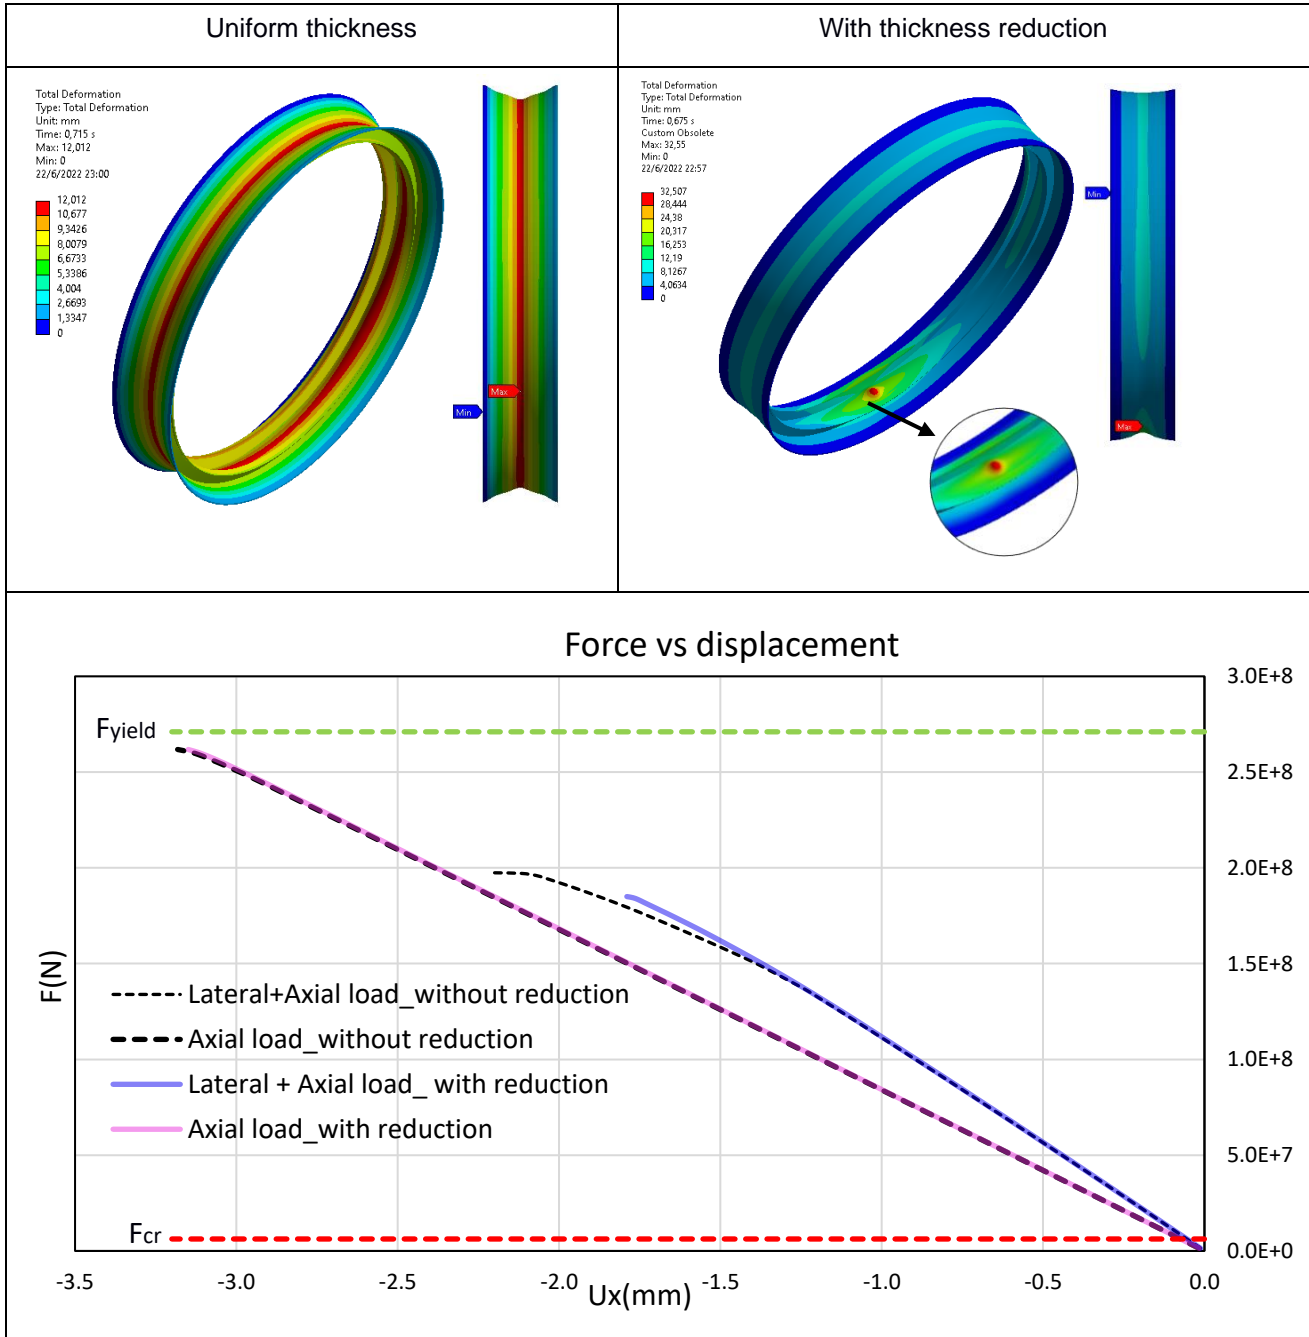 Uniform thickness
With thickness reduction
Total Deformation
Type: Total Deformation
Unit: mm
Time: 0,715 s
Max: 12,012
Min: 0
22/6/2022 23:00
12,012
10,677
9,3426
8,0079
6,6733
5,3386
4,004
2,6693
1,3347
0
Max
Min
Total Deformation
Type: Total Deformation
Unit: mm
Time: 0,675 s
Custom Obsolete
Max: 32,55
Min: 0
22/6/2022 22:57
32,507
28,444
24,38
20,317
16,253
12,19
8,1267
4,0634
0
Min
Max
Force vs displacement
3.0E+8
2.5E+8
2.0E+8
1.5E+8
1.0E+8
5.0E+7
0.0E+0
Fyield
F(N)
Lateral+Axial load_without reduction
Axial load_without reduction
Lateral + Axial load_ with reduction
Axial load_with reduction
Fcr
-3.5 -3.0 -2.5 -2.0 -1.5 -1.0 -0.5 0.0
Ux(mm)